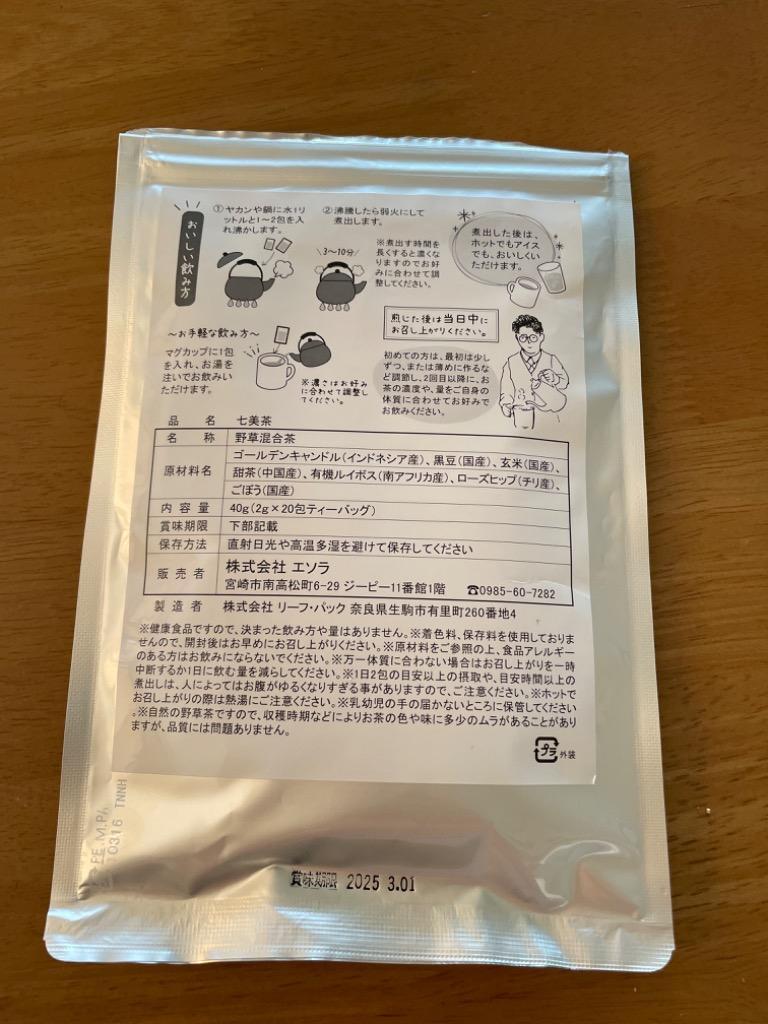 おいしい飲み方
①ヤカンや鍋に水1リ
ットルと1～2包を入
れ沸かします。
②沸騰したら弱火にして
煮出します。
3～10分
※煮出す時間を
長くすると濃くな
りますのでお好
みに合わせて調
整してください。
煮出した後は、
ホットでもアイス
でも、おいしくい
ただけます。
～お手軽な飲み方～
マグカップに1包
を入れ、お湯を
注いでお飲みい
ただけます。
※濃さはお好み
に合わせて調整し
てください。
煎じた後は当日中に
お召し上がりください。
初めての方は、最初は少し
ずつ、または薄めに作るな
ど調節し、2回目以降に、お
茶の濃度や、量をご自身の
体質に合わせてお好みで
お飲みください。
品名 七美茶
名称 野草混合茶
原材料名 ゴールデンキャンドル(インドネシア産)、黒豆(国産)、玄米(国産)、
甜茶(中国産)、有機ルイボス(南アフリカ産)、ローズヒップ(チリ産)、
ごぼう(国産)
内容量 40g(2g×20包ティーバッグ)
賞味期限 下部記載
保存方法 直射日光や高温多湿を避けて保存してください
販売者 株式会社 エソラ
宮崎市南高松町6-29 ジーピー11番館1階 ☎0985-60-7282
製造者 株式会社 リーフ・パック 奈良県生駒市有里町260番地4
※健康食品ですので、決まった飲み方や量はありません。※着色料、保存料を使用しておりま
せんので、開封後はお早めにお召し上がりください。※原材料をご参照の上、食品アレルギー
のある方はお飲みにならないでください。※万一体質に合わない場合はお召し上がりを一時
中断するか1日に飲む量を減らしてください。※1日2包の目安以上の摂取や、目安時間以上の
煮出しは、人によってはお腹がゆるくなりすぎる事がありますので、ご注意ください。※ホットで
お召し上がりの際は熱湯にご注意ください。※乳幼児の手の届かないところに保管してください
。※自然の野草茶ですので、収穫時期などによりお茶の色や味に多少のムラがあることがあり
ますが、品質には問題ありません。
プラ 外装
PE,M:PA
0316 TNNH
賞味期限 2025 3.01